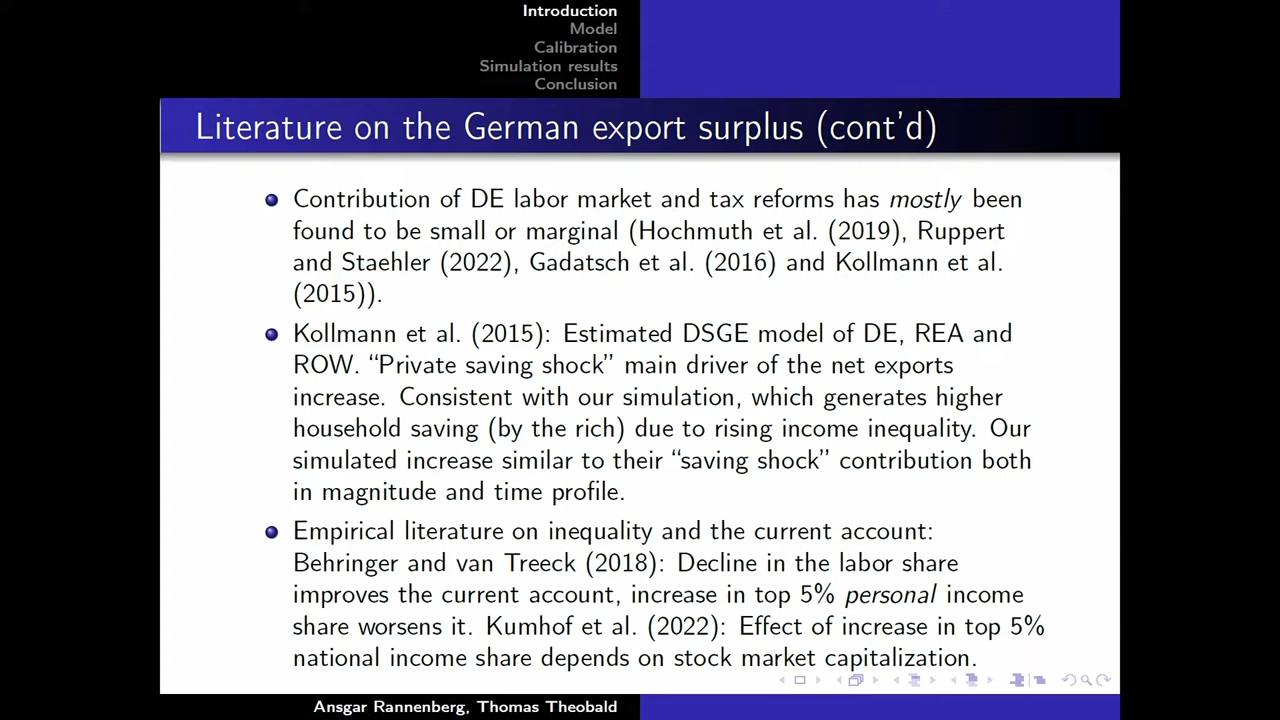 Introduction
Model
Calibration
Simulation results
Conclusion
Literature on the German export surplus (cont'd)
Contribution of DE labor market and tax reforms has mostly been
found to be small or marginal (Hochmuth et al. (2019), Ruppert
and Staehler (2022), Gadatsch et al. (2016) and Kollmann et al.
(2015)).
Kollmann et al. (2015): Estimated DSGE model of DE, REA and
ROW. “Private saving shock” main driver of the net exports
increase. Consistent with our simulation, which generates higher
household saving (by the rich) due to rising income inequality. Our
simulated increase similar to their “saving shock” contribution both
in magnitude and time profile.
Empirical literature on inequality and the current account:
Behringer and van Treeck (2018): Decline in the labor share
improves the current account, increase in top 5% personal income
share worsens it. Kumhof et al. (2022): Effect of increase in top 5%
national income share depends on stock market capitalization.
Ansgar Rannenberg, Thomas Theobald